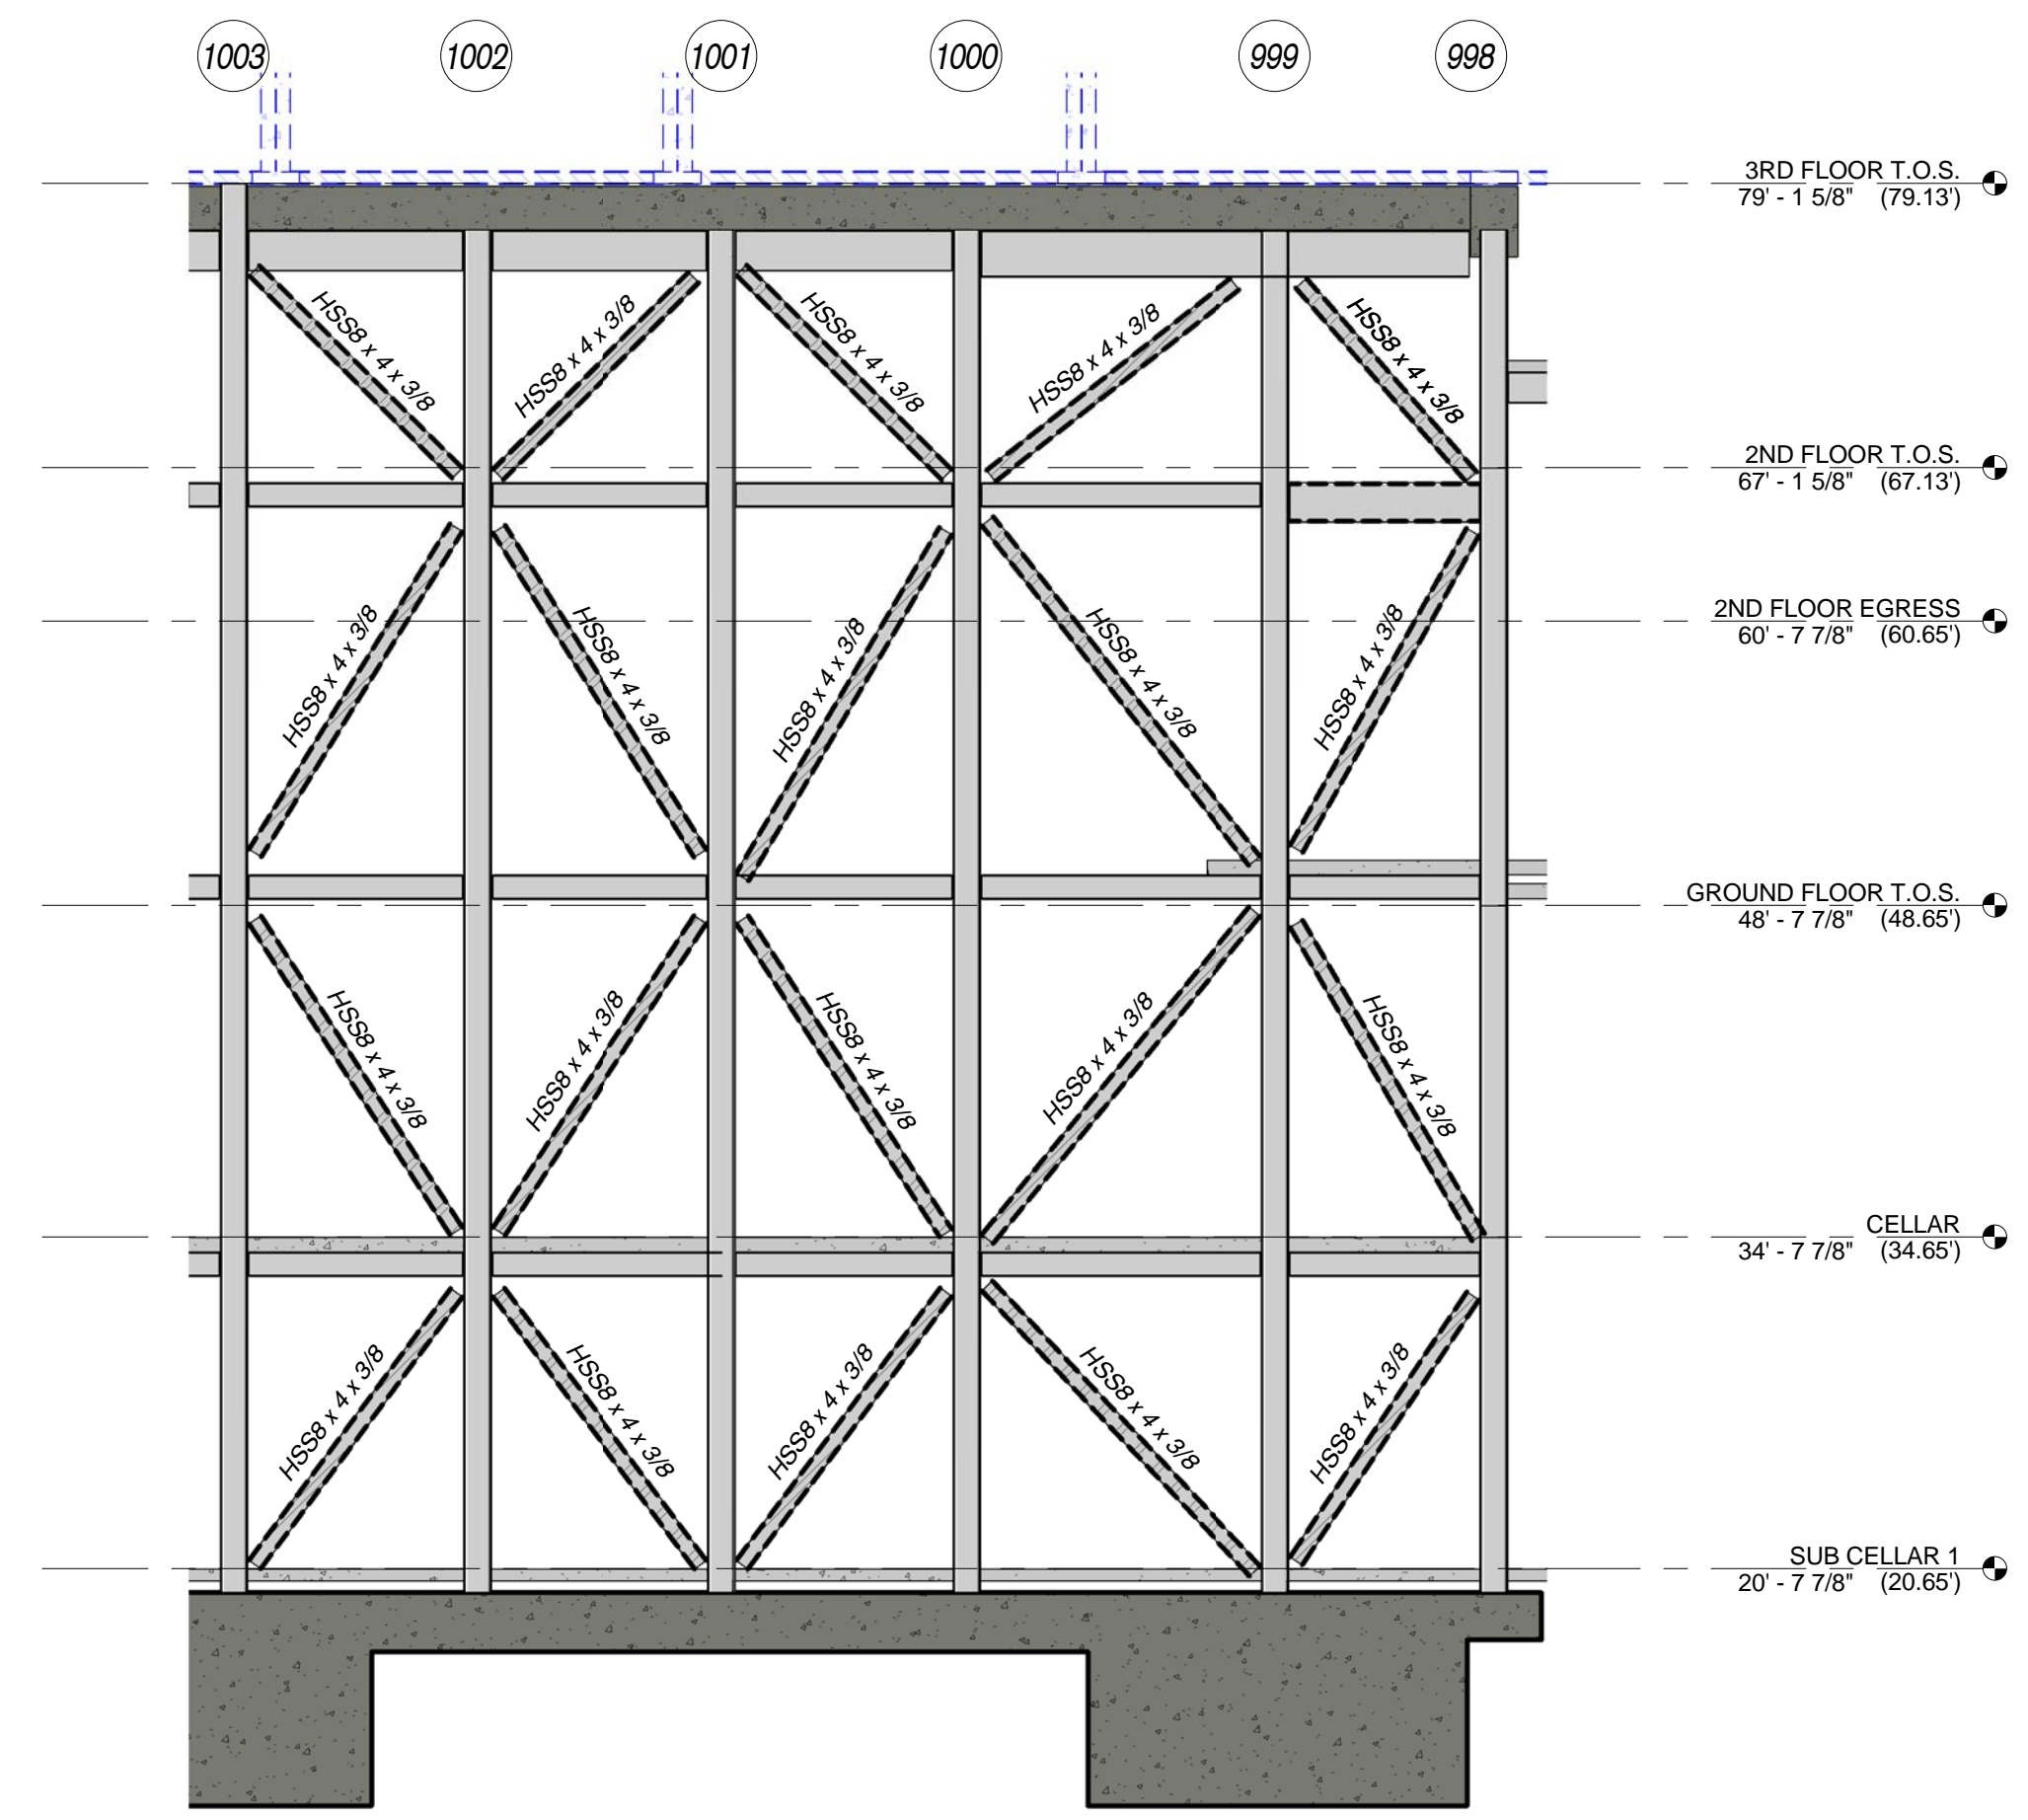 1003 1002 1001 1000 999 998
3RD FLOOR T.O.S.
79' - 1 5/8" (79.13')
HSS8 x 4 x 3/8
HSS8 x 4 x 3/8
HSS8 x 4 x 3/8
HSS8 x 4 x 3/8
HSS8 x 4 x 3/8
2ND FLOOR T.O.S.
67' - 1 5/8" (67.13')
2ND FLOOR EGRESS
60' - 7 7/8" (60.65')
HSS8 x 4 x 3/8
HSS8 x 4 x 3/8
HSS8 x 4 x 3/8
HSS8 x 4 x 3/8
HSS8 x 4 x 3/8
GROUND FLOOR T.O.S.
48' - 7 7/8" (48.65')
HSS8 x 4 x 3/8
HSS8 x 4 x 3/8
HSS8 x 4 x 3/8
HSS8 x 4 x 3/8
HSS8 x 4 x 3/8
CELLAR
34' - 7 7/8" (34.65')
HSS8 x 4 x 3/8
HSS8 x 4 x 3/8
HSS8 x 4 x 3/8
HSS8 x 4 x 3/8
HSS8 x 4 x 3/8
SUB CELLAR 1
20' - 7 7/8" (20.65')